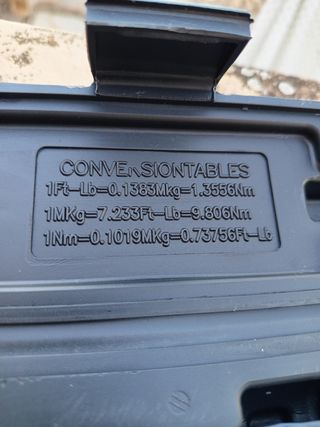 CONVERSIONTABLES
1Ft-Lb=0.1383Mkg=1.3556Nm
1MKg=7.233Ft-Lb=9.806Nm
1Nm=0.1019MKg=0.73756Ft-Lb